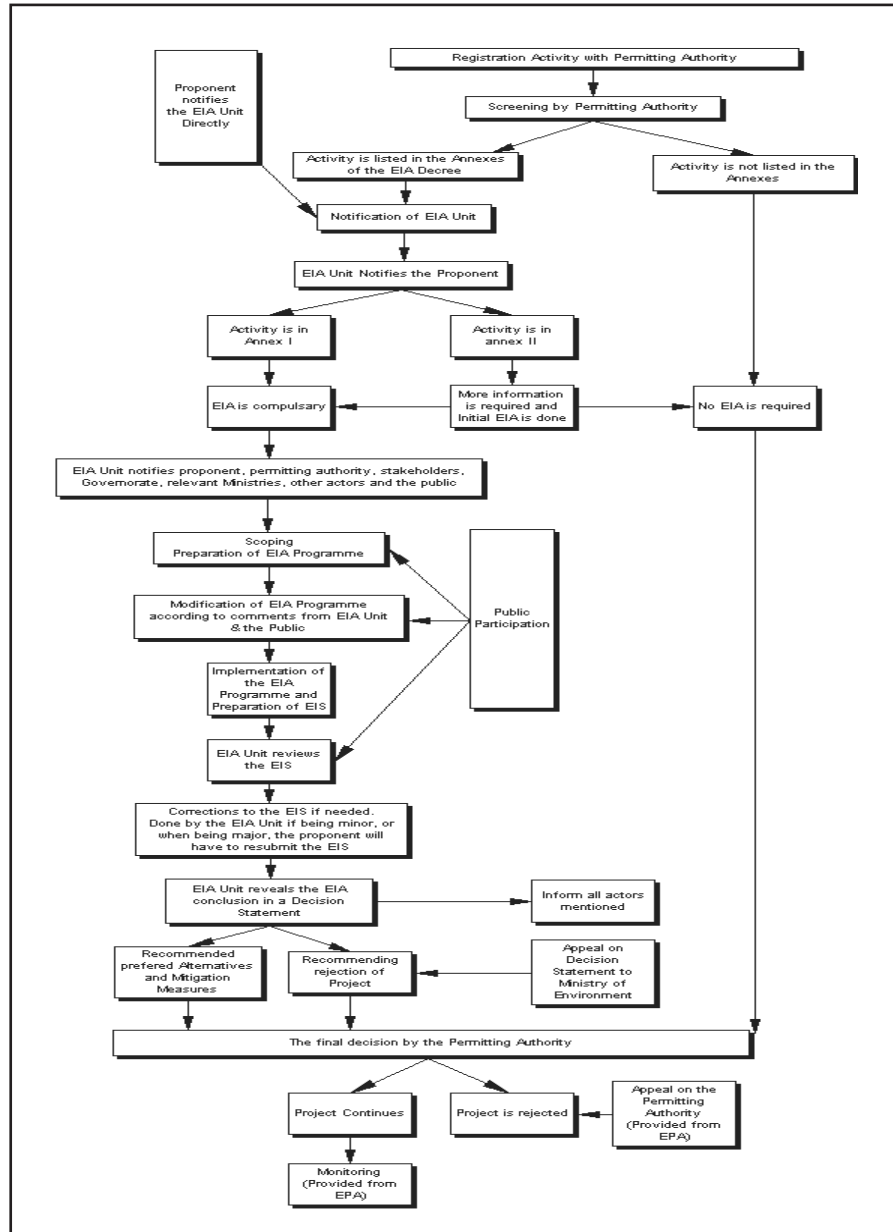 Registration Activity with Permitting Authority
Proponent
notifies
the EIA Unit
Directly
Screening by Permitting Authority
Activity is listed in the Annexes
of the EIA Decree
Activity is not listed in the
Annexes
Notification of EIA Unit
EIA Unit Notifies the Proponent
Activity is in
Annex I
Activity is in
annex II
EIA is compulsary
More information
is required and
Initial EIA is done
No EIA is required
EIA Unit notifies proponent, permitting authority, stakeholders,
Governorate, relevant Ministries, other actors and the public
Scoping
Preparation of EIA Programme
Public
Participation
Modification of EIA Programme
according to comments from EIA Unit
& the Public
Implementation of
the EIA
Programme and
Preparation of EIS
EIA Unit reviews
the EIS
Corrections to the EIS if needed.
Done by the EIA Unit if being minor, or
when being major, the proponent will
have to resubmit the EIS
EIA Unit reveals the EIA
conclusion in a Decision
Statement
Inform all actors
mentioned
Recommended
prefered Alternatives
and Mitigation
Measures
Recommending
rejection of
Project
Appeal on
Decision
Statement to
Ministry of
Environment
The final decision by the Permitting Authority
Project Continues
Project is rejected
Appeal on the
Permitting
Authority
(Provided from
EPA)
Monitoring
(Provided from
EPA)